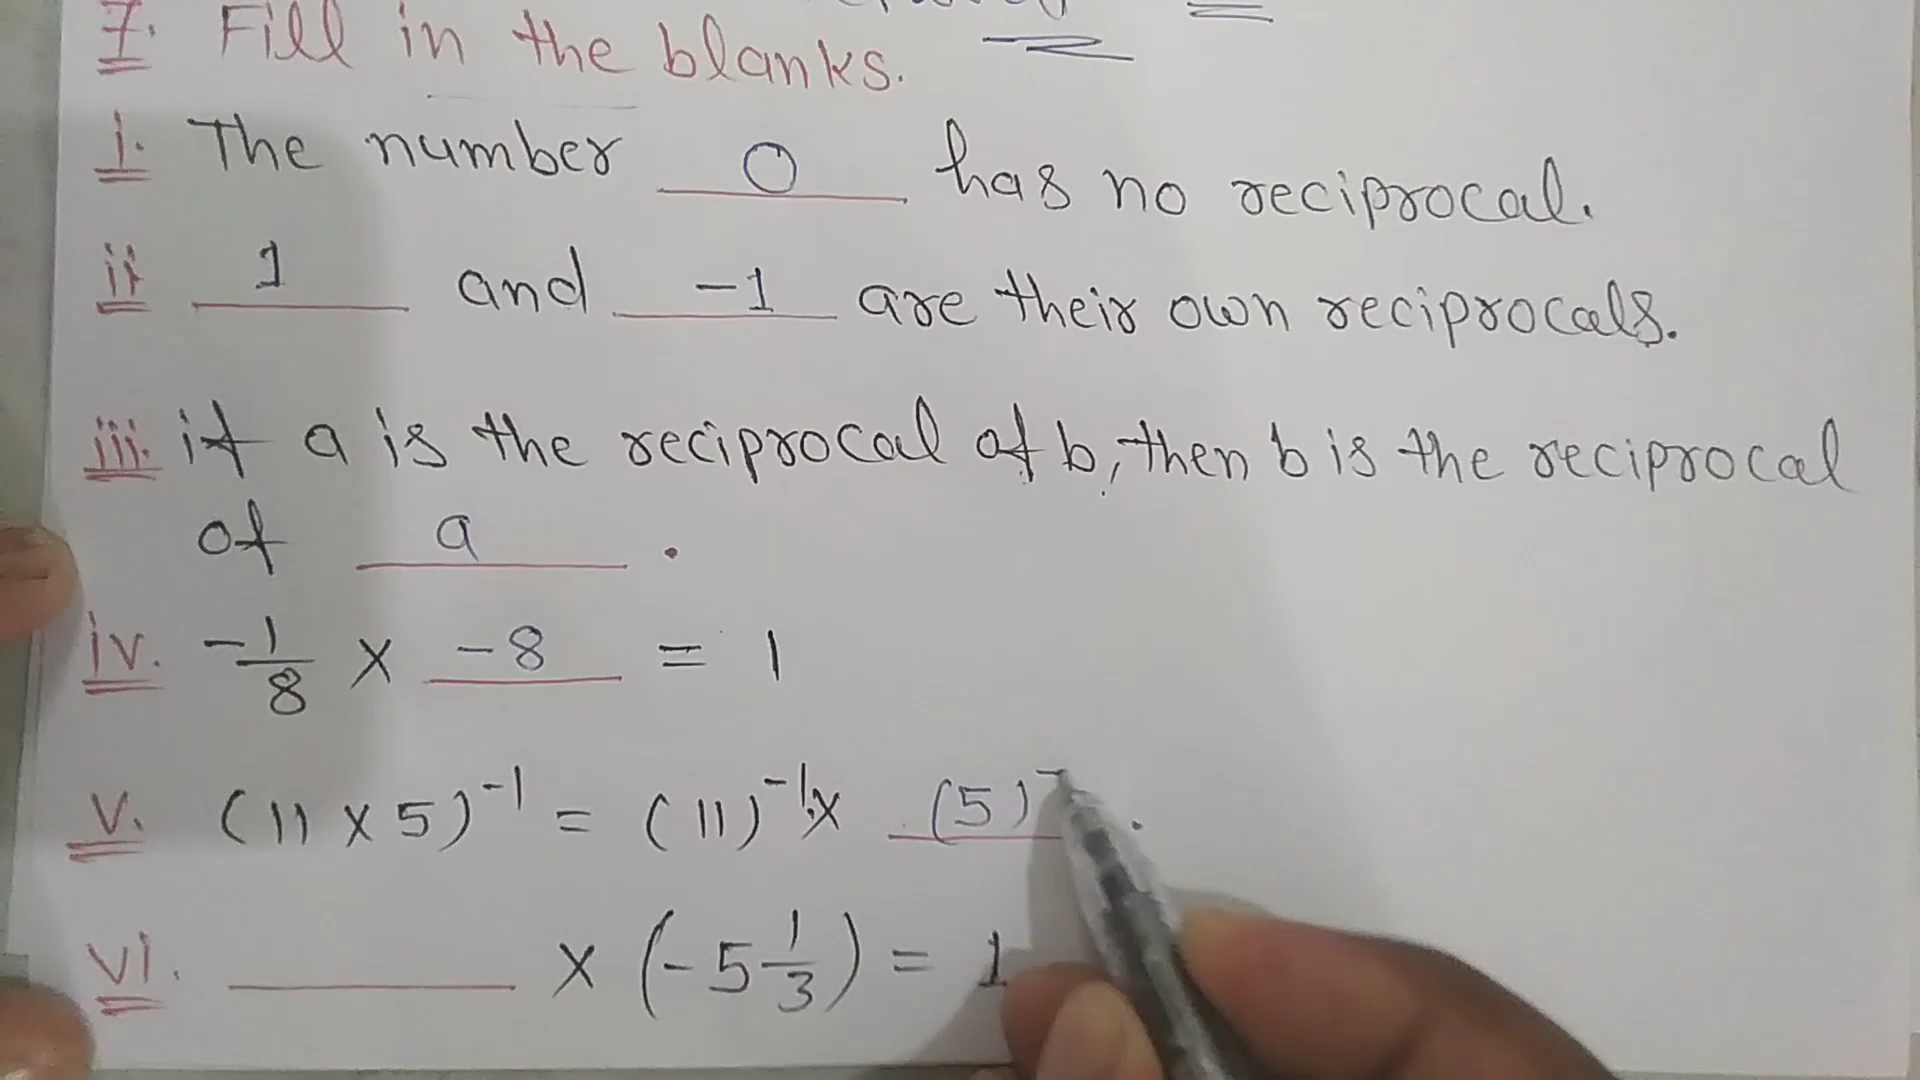 7. Fill in the blanks.
i. The number 0 has no reciprocal.
ii 1 and -1 are their own reciprocals.
iii. if a is the reciprocal of b, then b is the reciprocal
of a .
iv. -1/8 × -8 = 1
v. (11 × 5)⁻¹ = (11)⁻¹ × (5)⁻ .
vi. ______ × (-5 1/3) = 1